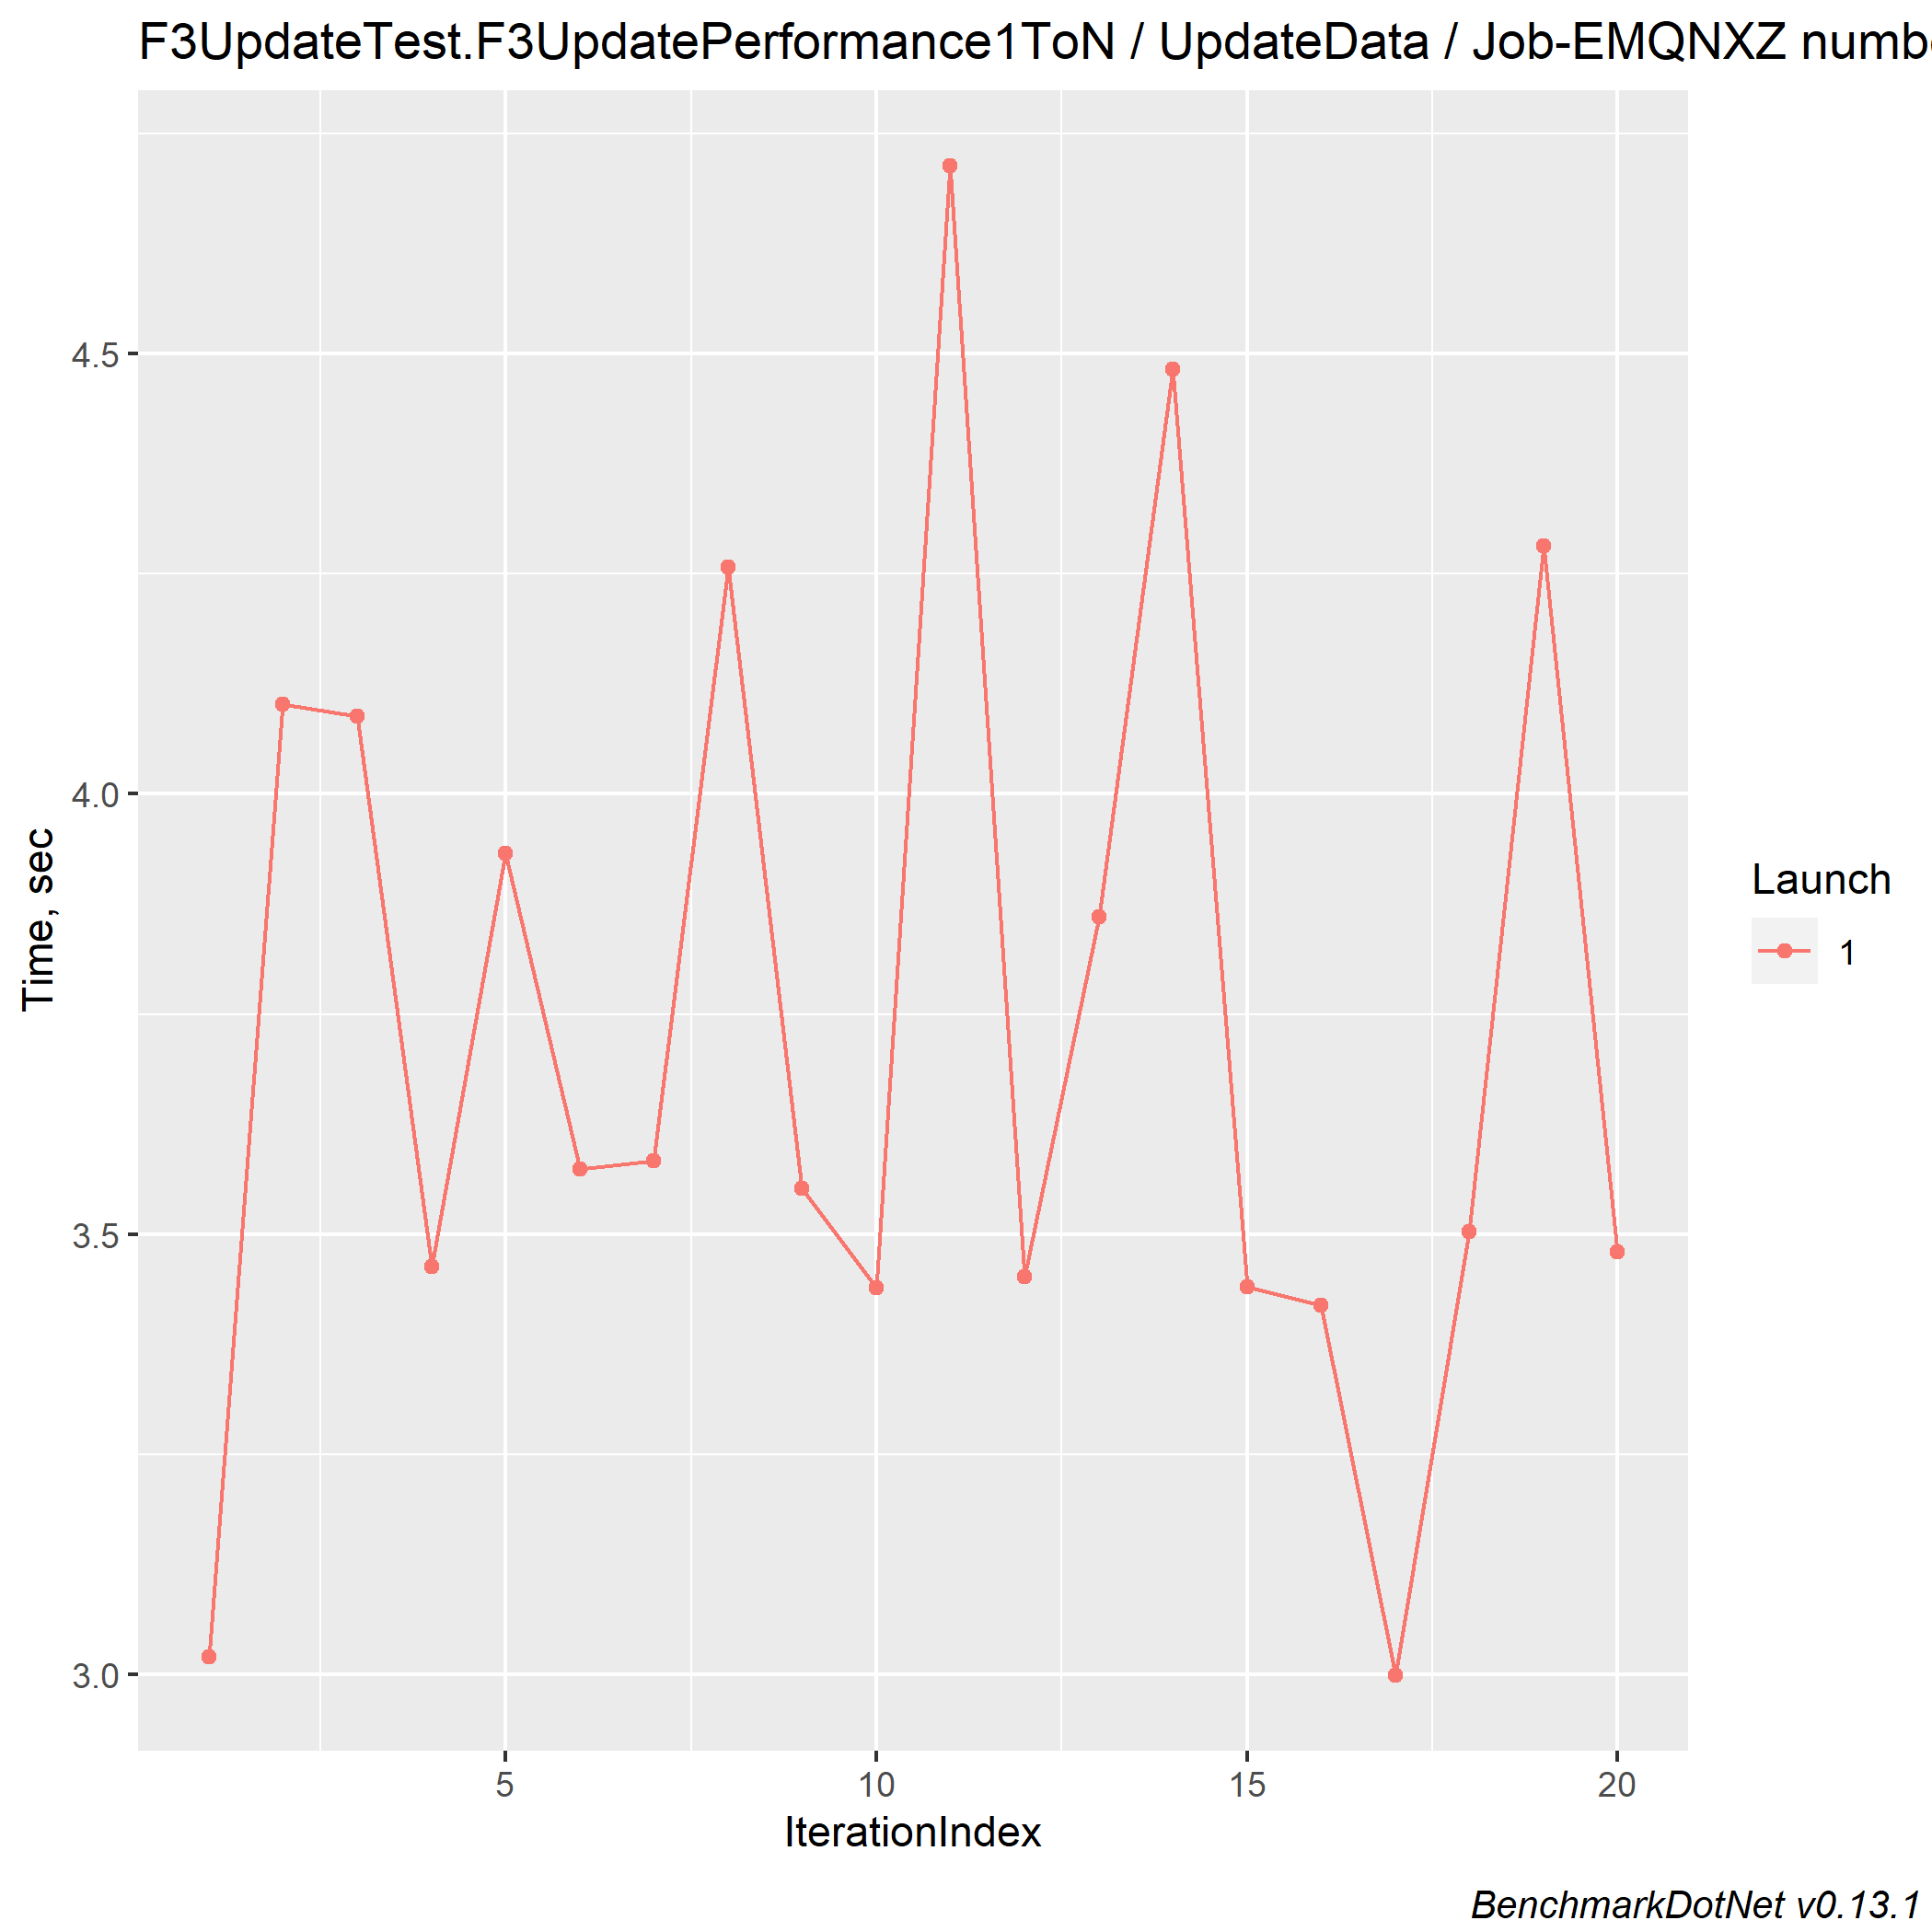 F3UpdateTest.F3UpdatePerformance1ToN / UpdateData / Job-EMQNXZ
4.5
4.0
3.5
3.0
Time, sec
5 10 15 20
IterationIndex
Launch
1
BenchmarkDotNet v0.13.1